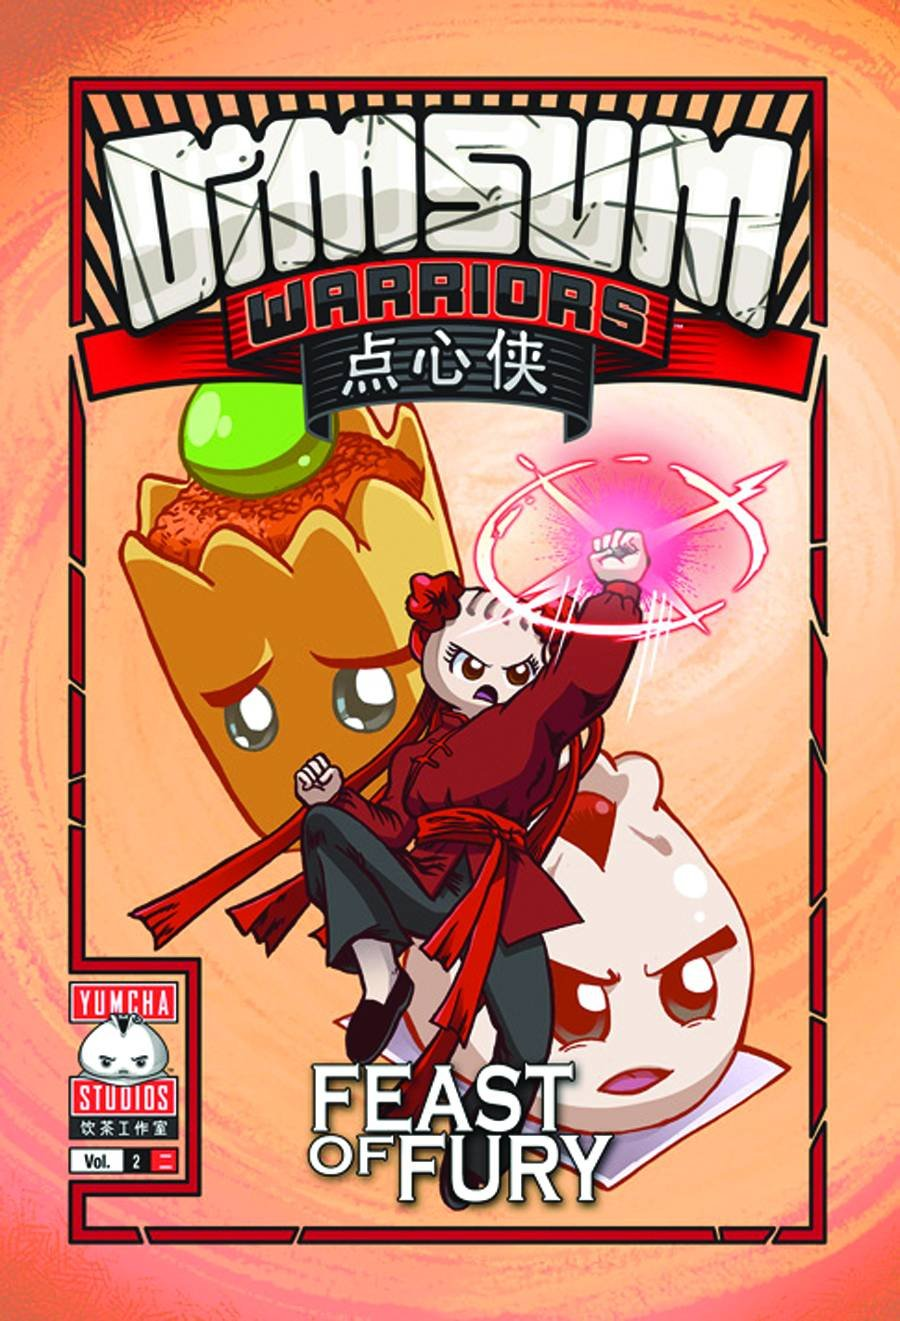 DIMSUM
WARRIORS
点心侠
YUMCHA
STUDIOS
饮茶工作室
Vol. 2 二
FEAST
OF FURY